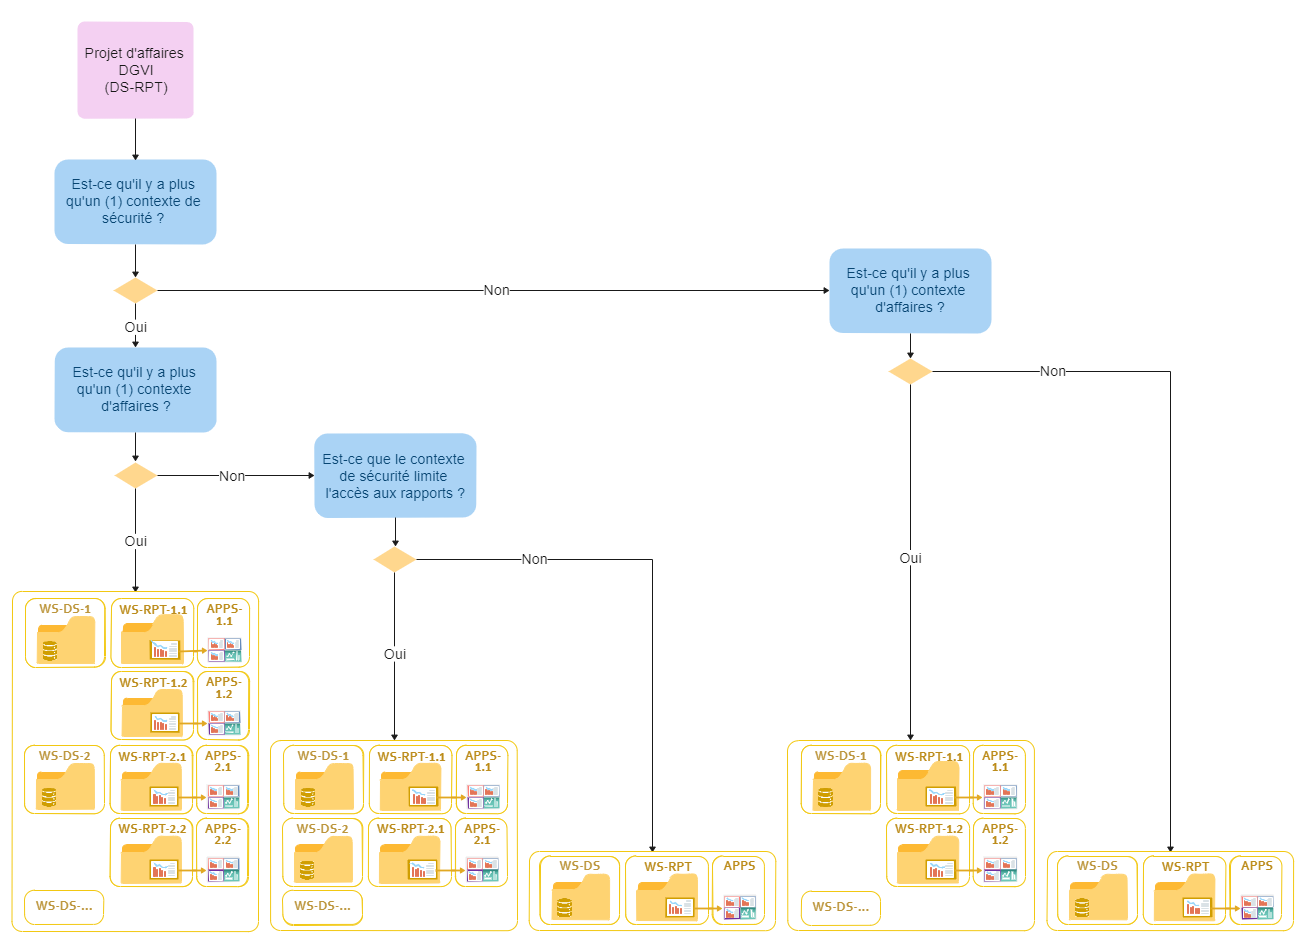 Projet d'affaires
DGVI
(DS-RPT)
Est-ce qu'il y a plus
qu'un (1) contexte de
sécurité ?
Non
Oui
Est-ce qu'il y a plus
qu'un (1) contexte
d'affaires ?
Est-ce qu'il y a plus
qu'un (1) contexte
d'affaires ?
Non
Non
Est-ce que le contexte
de sécurité limite
l'accès aux rapports ?
Oui
Non
Oui
Oui
WS-DS-1
WS-RPT-1.1
APPS-
1.1
WS-RPT-1.2
APPS-
1.2
WS-DS-2
WS-RPT-2.1
APPS-
2.1
WS-RPT-2.2
APPS-
2.2
WS-DS-...
WS-DS-1
WS-RPT-1.1
APPS-
1.1
WS-DS-2
WS-RPT-2.1
APPS-
2.1
WS-DS-...
WS-DS
WS-RPT
APPS
WS-DS-1
WS-RPT-1.1
APPS-
1.1
WS-RPT-1.2
APPS-
1.2
WS-DS-...
WS-DS
WS-RPT
APPS